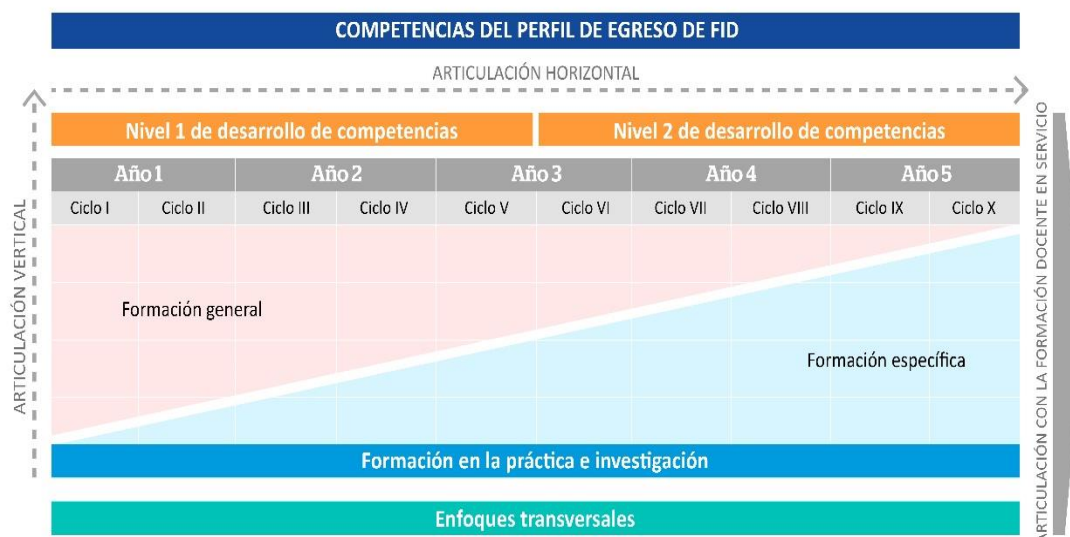 COMPETENCIAS DEL PERFIL DE EGRESO DE FID
ARTICULACIÓN HORIZONTAL
Nivel 1 de desarrollo de competencias
Nivel 2 de desarrollo de competencias
Año 1
Año 2
Año 3
Año 4
Año 5
Ciclo I
Ciclo II
Ciclo III
Ciclo IV
Ciclo V
Ciclo VI
Ciclo VII
Ciclo VIII
Ciclo IX
Ciclo X
ARTICULACIÓN VERTICAL
Formación general
Formación específica
ARTICULACIÓN CON LA FORMACIÓN DOCENTE EN SERVICIO
Formación en la práctica e investigación
Enfoques transversales